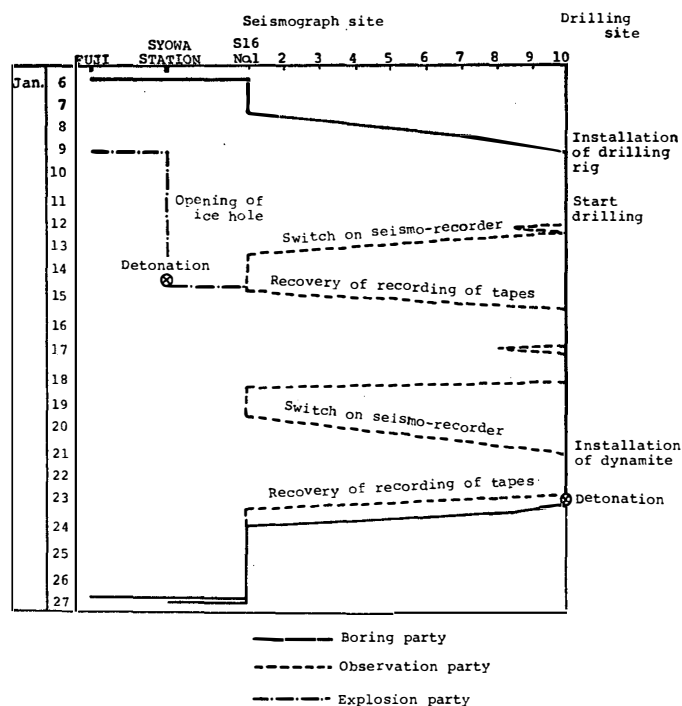 Seismograph site
Drilling
site
FUJI
SYOWA
STATION
S16
No.1 2 3 4 5 6 7 8 9 10
Jan. 6
7
8
Installation
of drilling
rig
9
10
11
Opening of
ice hole
Start
drilling
12
Switch on seismo-recorder
13
Detonation
14
Recovery of recording of tapes
15
16
17
18
19
Switch on seismo-recorder
20
Installation
of dynamite
21
22
Recovery of recording of tapes
23
Detonation
24
25
26
27
Boring party
Observation party
Explosion party